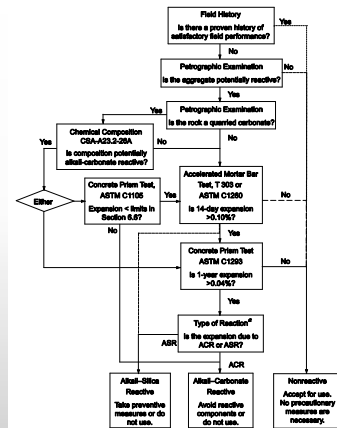 Field History
Is there a proven history of
satisfactory field performance?
Yes
No
Petrographic Examination
Is the aggregate potentially reactive?
No
Yes
Petrographic Examination
Is the rock a quarried carbonate?
Yes
No
Chemical Composition
CSA-A23.2-26A
Is composition potentially
alkali-carbonate reactive?
Yes
No
Either
Concrete Prism Test,
ASTM C1105
Expansion < limits in
Section 6.6?
Yes
No
Accelerated Mortar Bar
Test, T 303 or
ASTM C1260
Is 14-day expansion
>0.10%?
No
Yes
Concrete Prism Test
ASTM C1293
Is 1-year expansion
>0.04%?
No
Yes
Type of Reaction
Is the expansion due to
ACR or ASR?
ASR
ACR
Alkali–Silica
Reactive
Take preventive
measures or do
not use.
Alkali–Carbonate
Reactive
Avoid reactive
components or
do not use.
Nonreactive
Accept for use.
No precautionary
measures are
necessary.